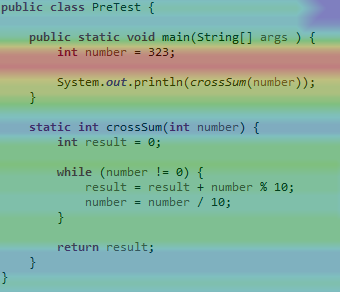 public class PreTest {
    public static void main(String[] args ) {
        int number = 323;
        System.out.println(crossSum(number));
    }
    static int crossSum(int number) {
        int result = 0;
        while (number != 0) {
            result = result + number % 10;
            number = number / 10;
        }
        return result;
    }
}